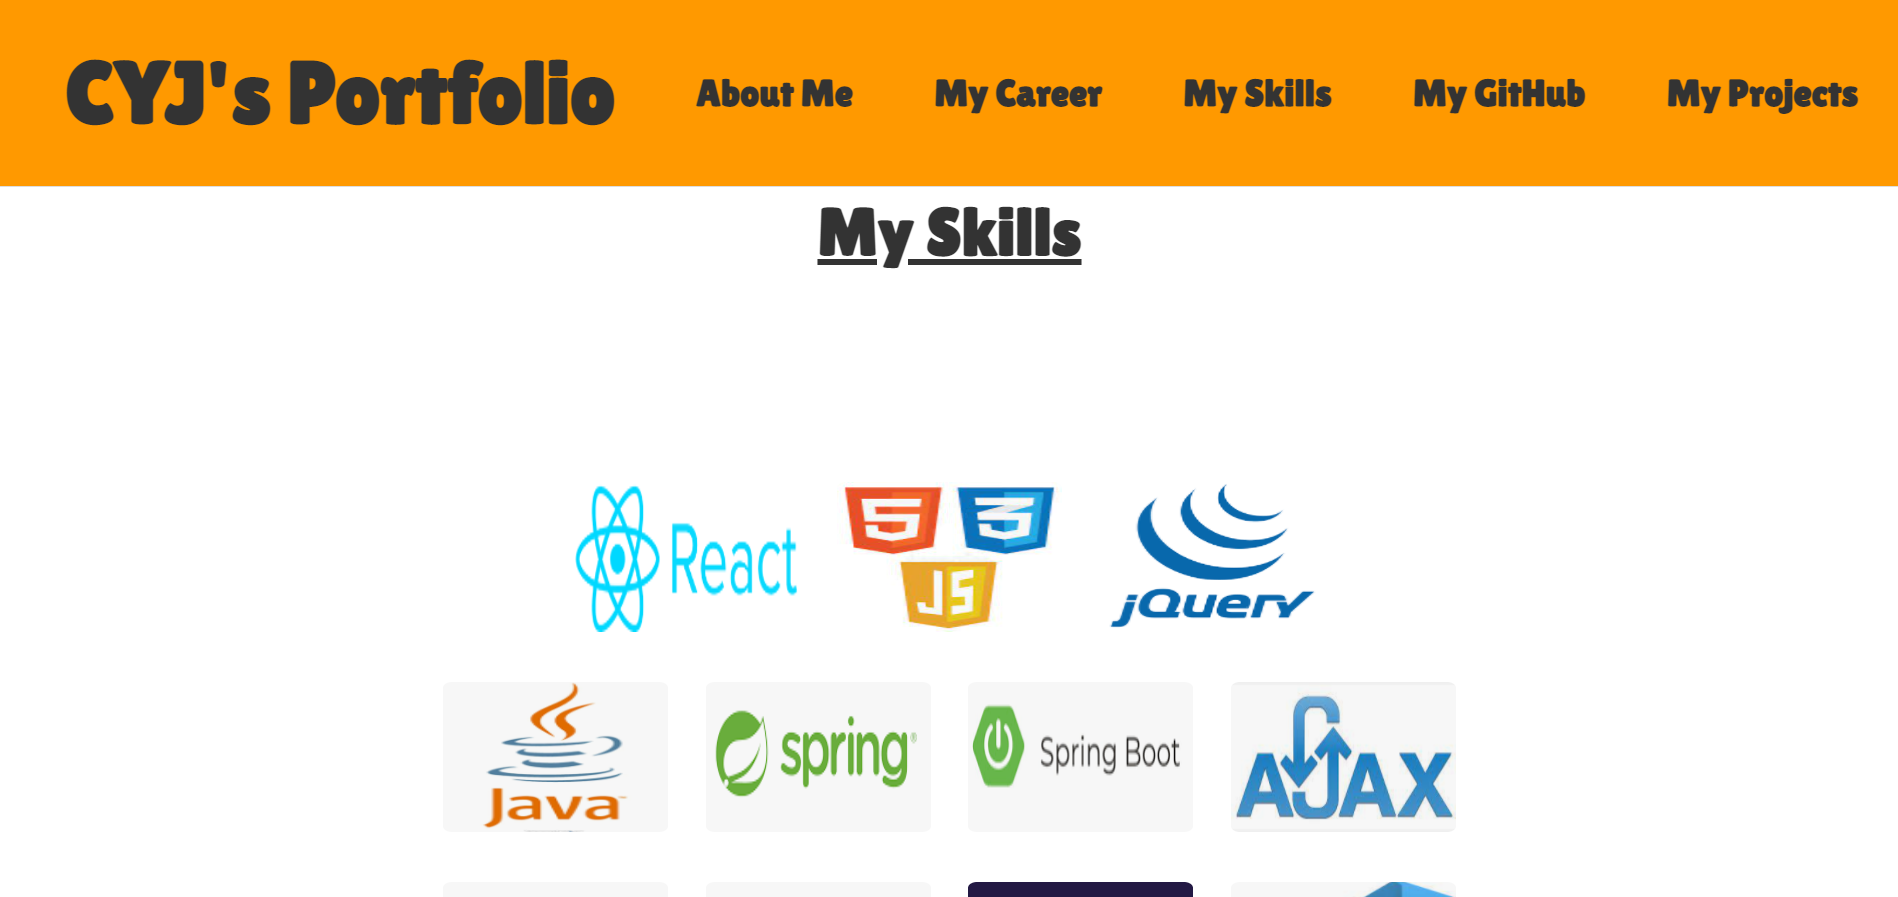 CYJ's Portfolio
About Me
My Career
My Skills
My GitHub
My Projects
My Skills
React
5
3
JS
jQuery
Java™
spring®
Spring Boot
AJAX